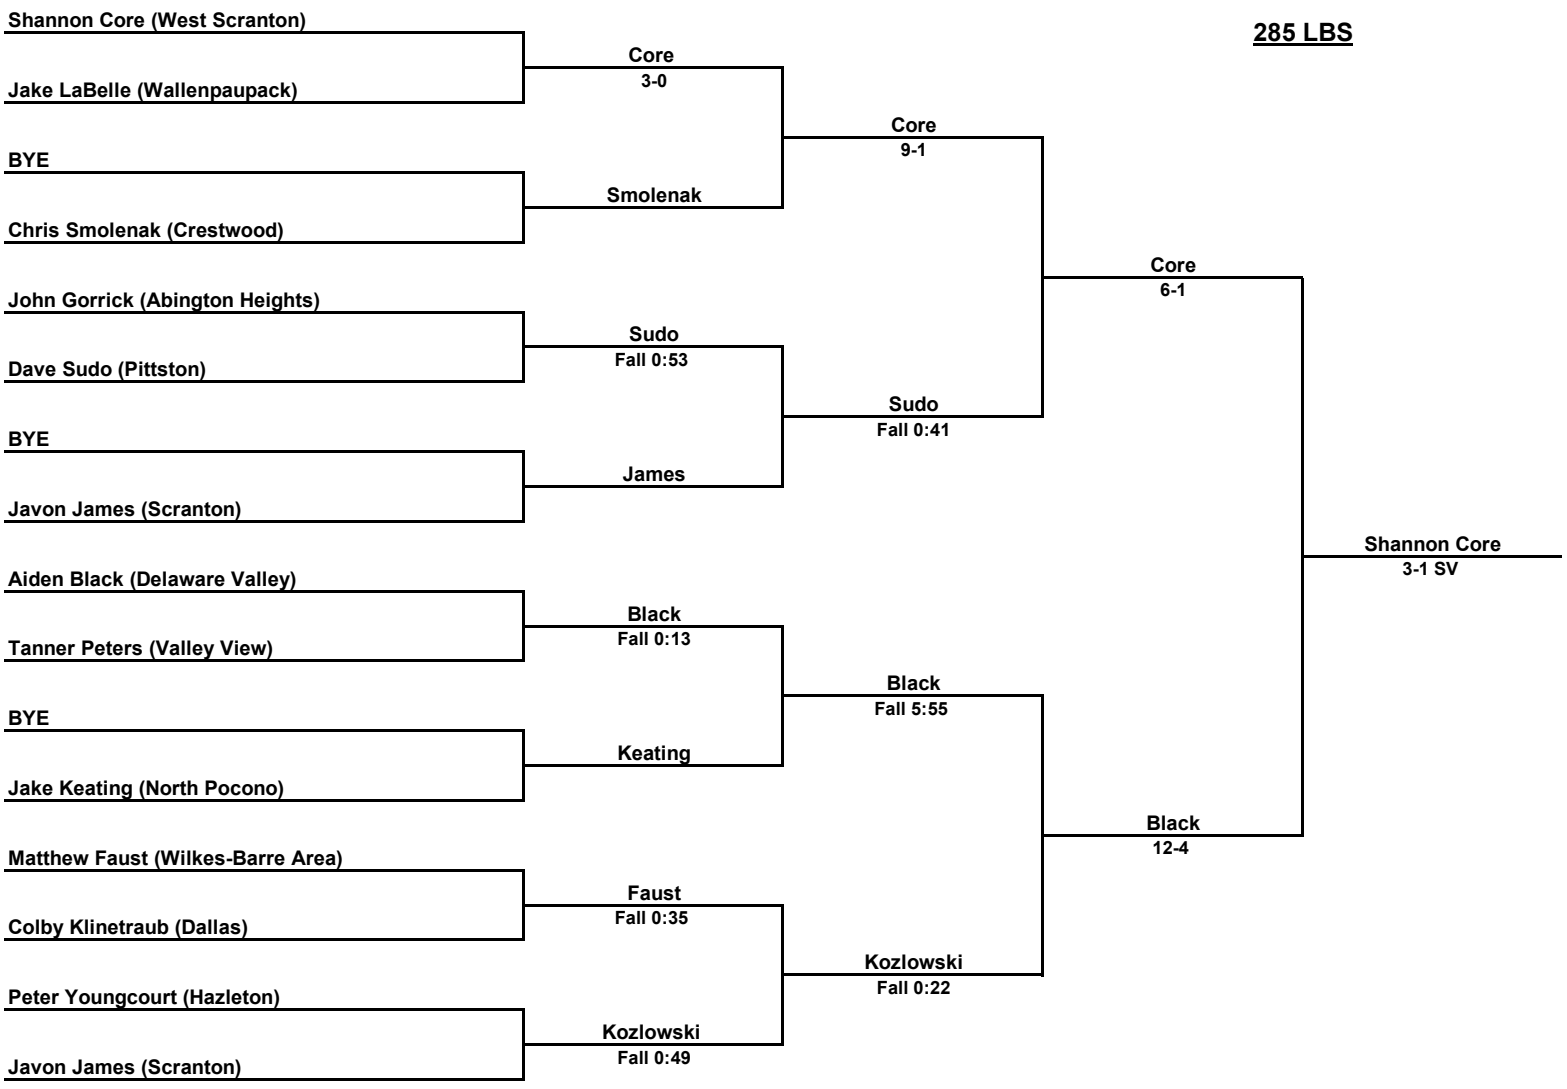 285 LBS
Shannon Core (West Scranton)
Core
3-0
Jake LaBelle (Wallenpaupack)
Core
9-1
BYE
Smolenak
Chris Smolenak (Crestwood)
Core
6-1
John Gorrick (Abington Heights)
Sudo
Fall 0:53
Dave Sudo (Pittston)
Sudo
Fall 0:41
BYE
James
Javon James (Scranton)
Shannon Core
3-1 SV
Aiden Black (Delaware Valley)
Black
Fall 0:13
Tanner Peters (Valley View)
Black
Fall 5:55
BYE
Keating
Jake Keating (North Pocono)
Black
12-4
Matthew Faust (Wilkes-Barre Area)
Faust
Fall 0:35
Colby Klinetraub (Dallas)
Kozlowski
Fall 0:22
Peter Youngcourt (Hazleton)
Kozlowski
Fall 0:49
Javon James (Scranton)